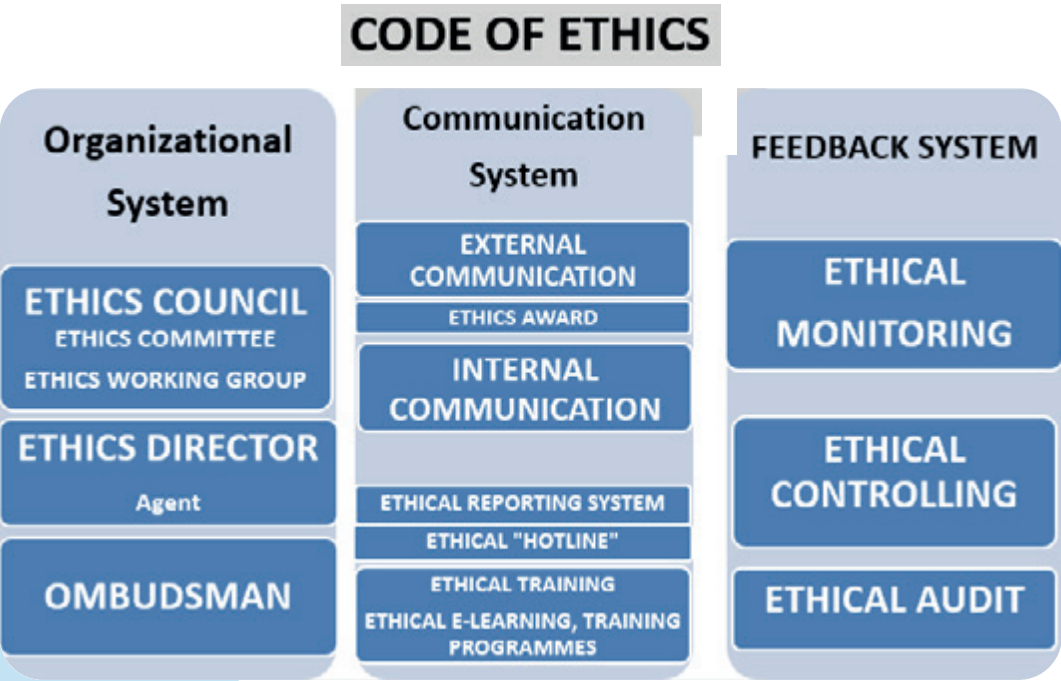 CODE OF ETHICS
Organizational
System
ETHICS COUNCIL
ETHICS COMMITTEE
ETHICS WORKING GROUP
ETHICS DIRECTOR
Agent
OMBUDSMAN
Communication
System
EXTERNAL
COMMUNICATION
ETHICS AWARD
INTERNAL
COMMUNICATION
ETHICAL REPORTING SYSTEM
ETHICAL "HOTLINE"
ETHICAL TRAINING
ETHICAL E-LEARNING, TRAINING
PROGRAMMES
FEEDBACK SYSTEM
ETHICAL
MONITORING
ETHICAL
CONTROLLING
ETHICAL AUDIT